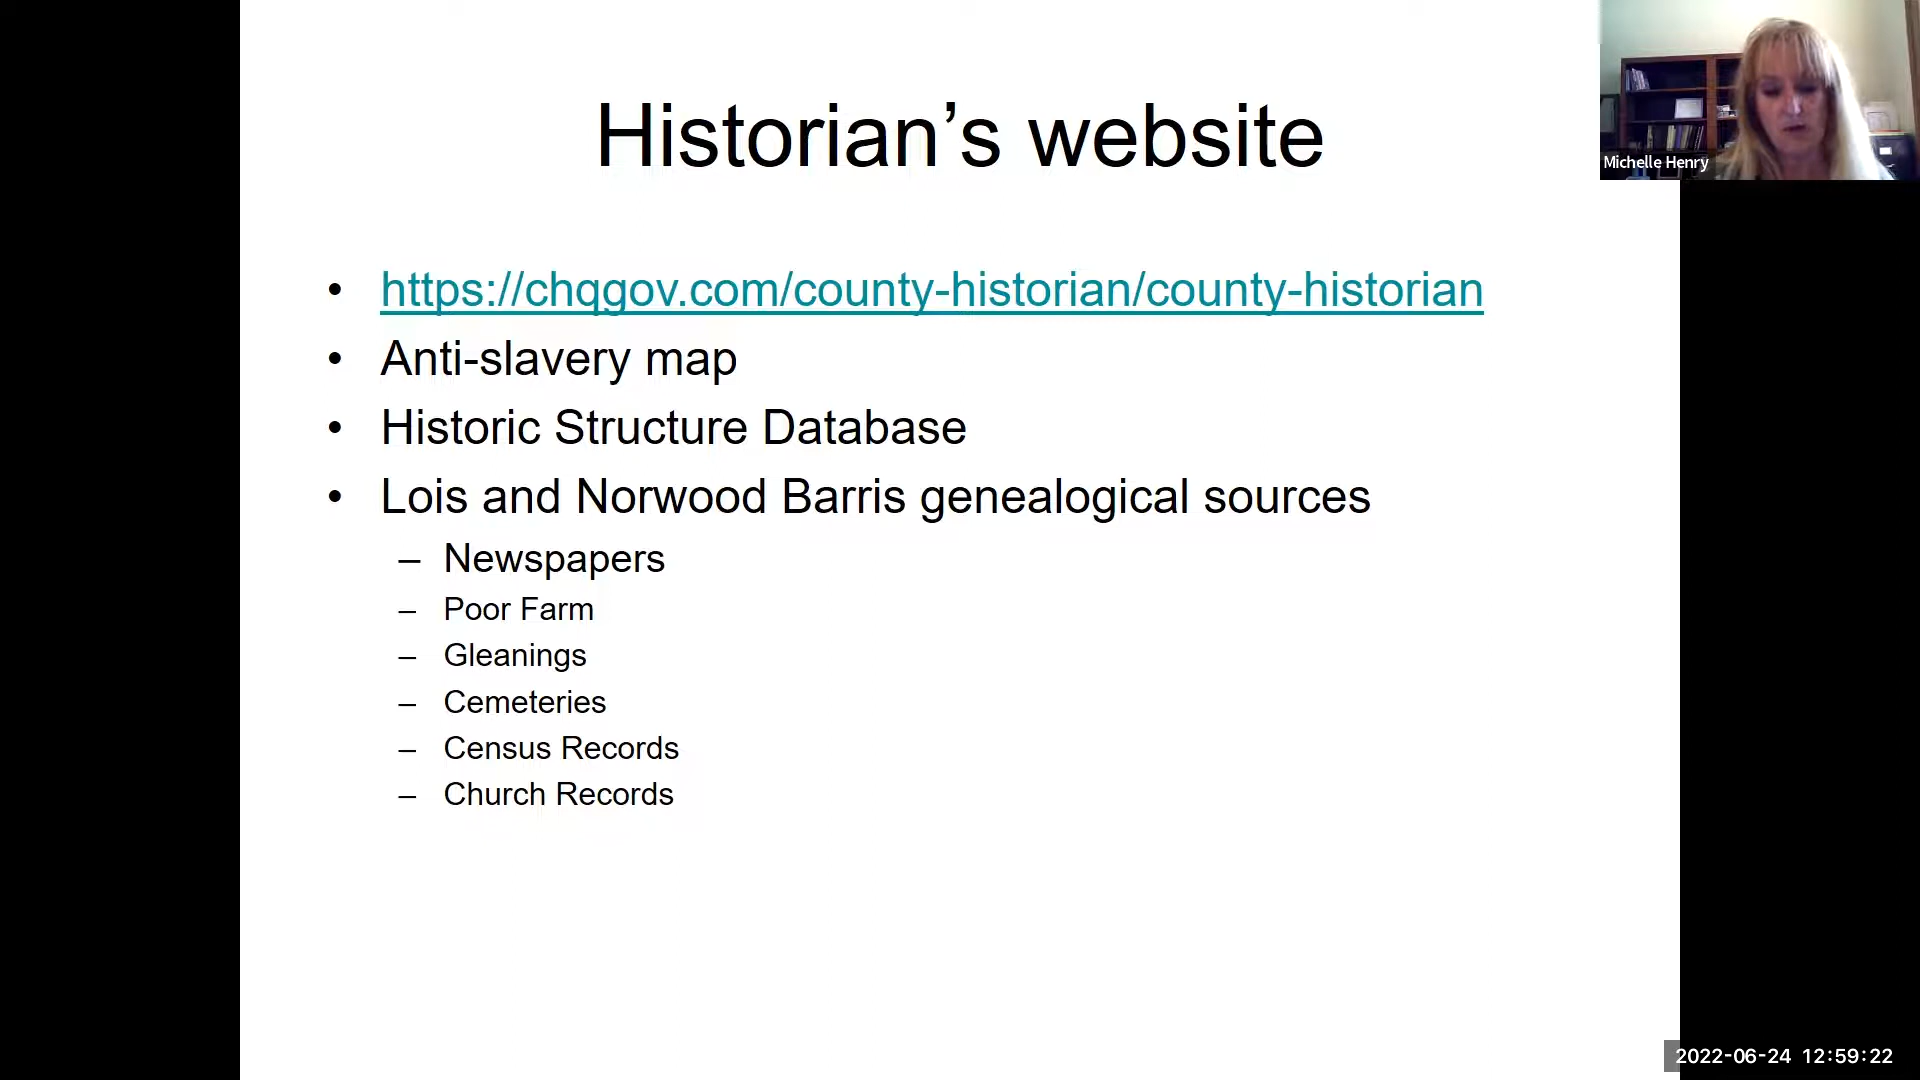 Historian’s website
Michelle Henry
• https://chqgov.com/county-historian/county-historian
• Anti-slavery map
• Historic Structure Database
• Lois and Norwood Barris genealogical sources
– Newspapers
– Poor Farm
– Gleanings
– Cemeteries
– Census Records
– Church Records
2022-06-24 12:59:22